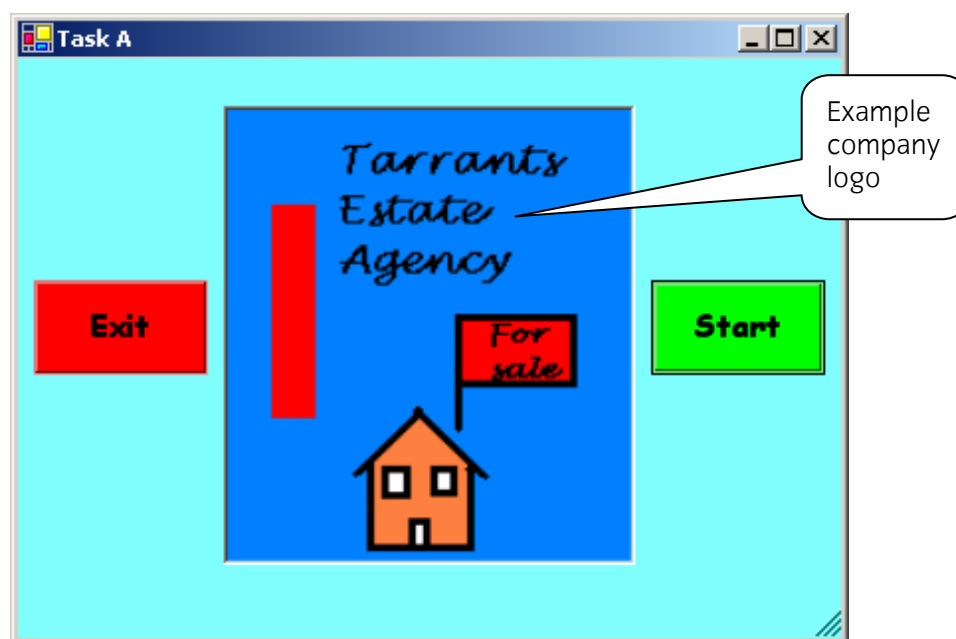 Task A
Example
company
logo
Tarrants
Estate
Agency
Exit
For
sale
Start